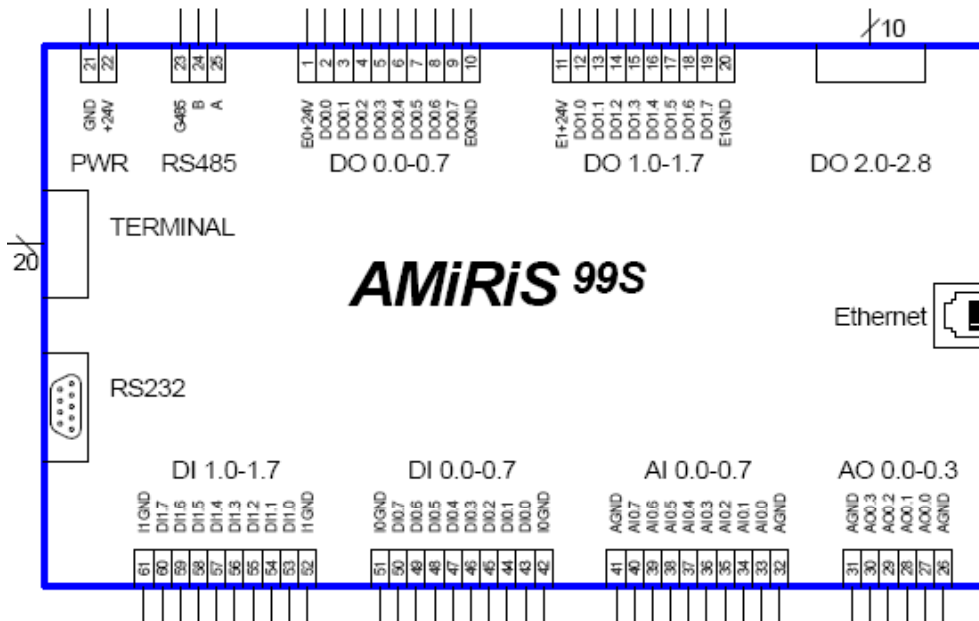 10
21 22 23 24 25 1 2 3 4 5 6 7 8 9 10 11 12 13 14 15 16 17 18 19 20
GND +24V G485 B A E0+24V DO0.0 DO0.1 DO0.2 DO0.3 DO0.4 DO0.5 DO0.6 DO0.7 E0GND E1+24V DO1.0 DO1.1 DO1.2 DO1.3 DO1.4 DO1.5 DO1.6 DO1.7 E1GND
PWR RS485 DO 0.0-0.7 DO 1.0-1.7 DO 2.0-2.8
TERMINAL
20
AMiRiS 99S
Ethernet
RS232
DI 1.0-1.7 DI 0.0-0.7 AI 0.0-0.7 AO 0.0-0.3
I1GND DI1.7 DI1.6 DI1.5 DI1.4 DI1.3 DI1.2 DI1.1 DI1.0 I1GND I0GND DI0.7 DI0.6 DI0.5 DI0.4 DI0.3 DI0.2 DI0.1 DI0.0 I0GND AGND AI0.7 AI0.6 AI0.5 AI0.4 AI0.3 AI0.2 AI0.1 AI0.0 AGND AGND AO0.3 AO0.2 AO0.1 AO0.0 AGND
61 60 59 58 57 56 55 54 53 52 51 50 49 48 47 46 45 44 43 42 41 40 39 38 37 36 35 34 33 32 31 30 29 28 27 26